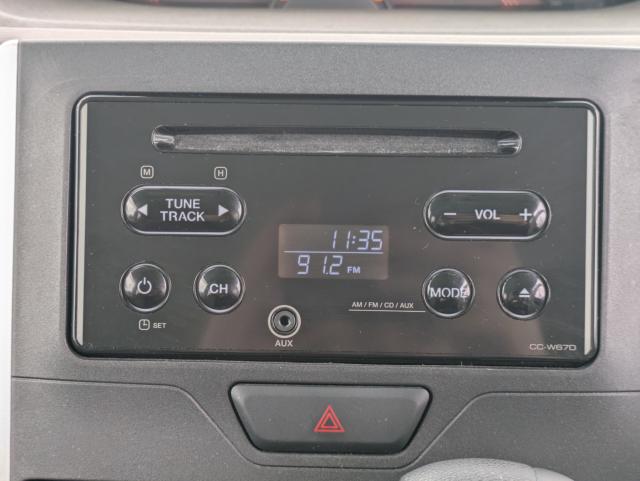 M H
TUNE
TRACK
11:35
91.2 FM
− VOL +
CH
MODE
SET
AUX
AM / FM / CD / AUX
CC-W67D